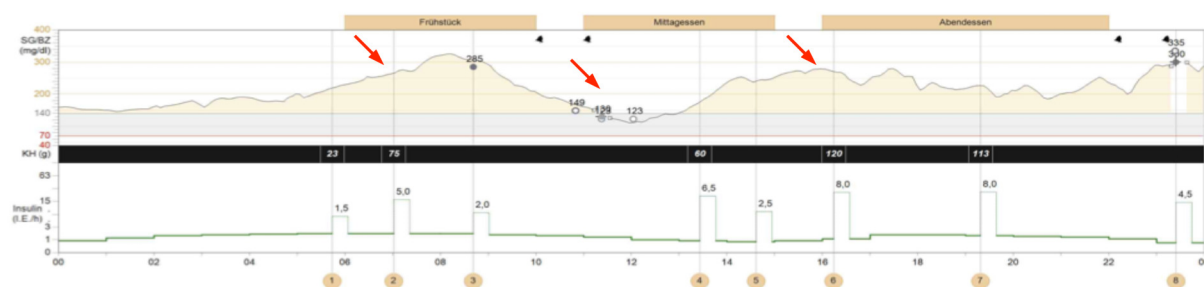 Frühstück Mittagessen Abendessen
400
SG/BZ
(mg/dl)
300
200
140
70
285
149
123
335
40
KH (g)
23 75 60 120 113
63
15
Insulin
(I.E./h)
3
1
0
1,5 5,0 2,0 6,5 2,5 8,0 8,0 4,5
00 02 04 06 08 10 12 14 16 18 20 22
1 2 3 4 5 6 7 8